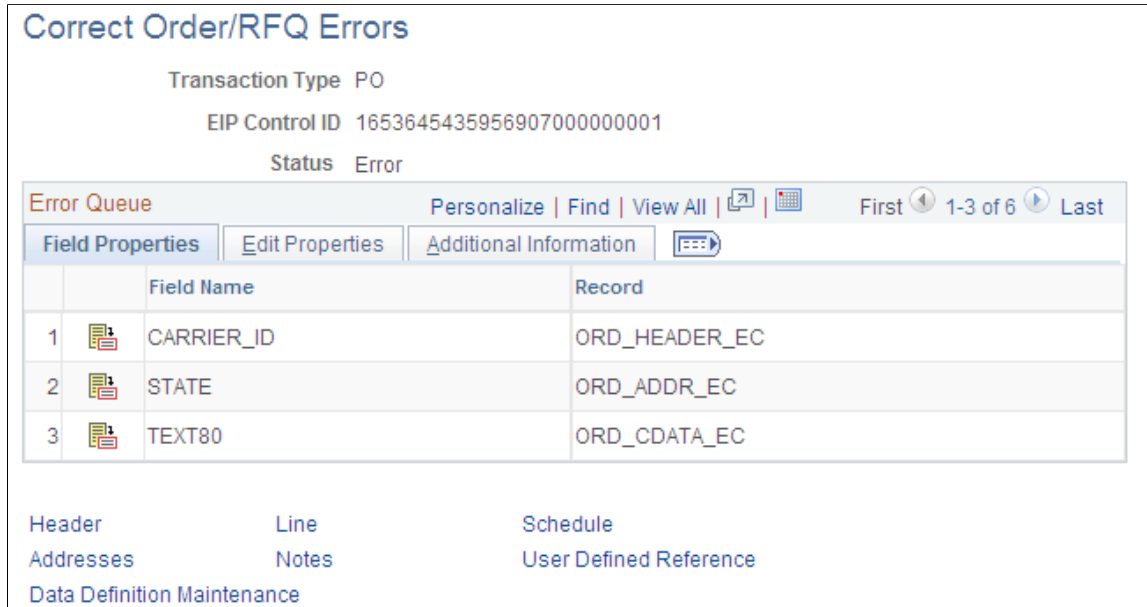 Correct Order/RFQ Errors
Transaction Type PO
EIP Control ID 1653645435956907000000001
Status Error
Error Queue Personalize | Find | View All | | First 1-3 of 6 Last
Field Properties Edit Properties Additional Information
Field Name Record
1 CARRIER_ID ORD_HEADER_EC
2 STATE ORD_ADDR_EC
3 TEXT80 ORD_CDATA_EC
Header Line Schedule
Addresses Notes User Defined Reference
Data Definition Maintenance